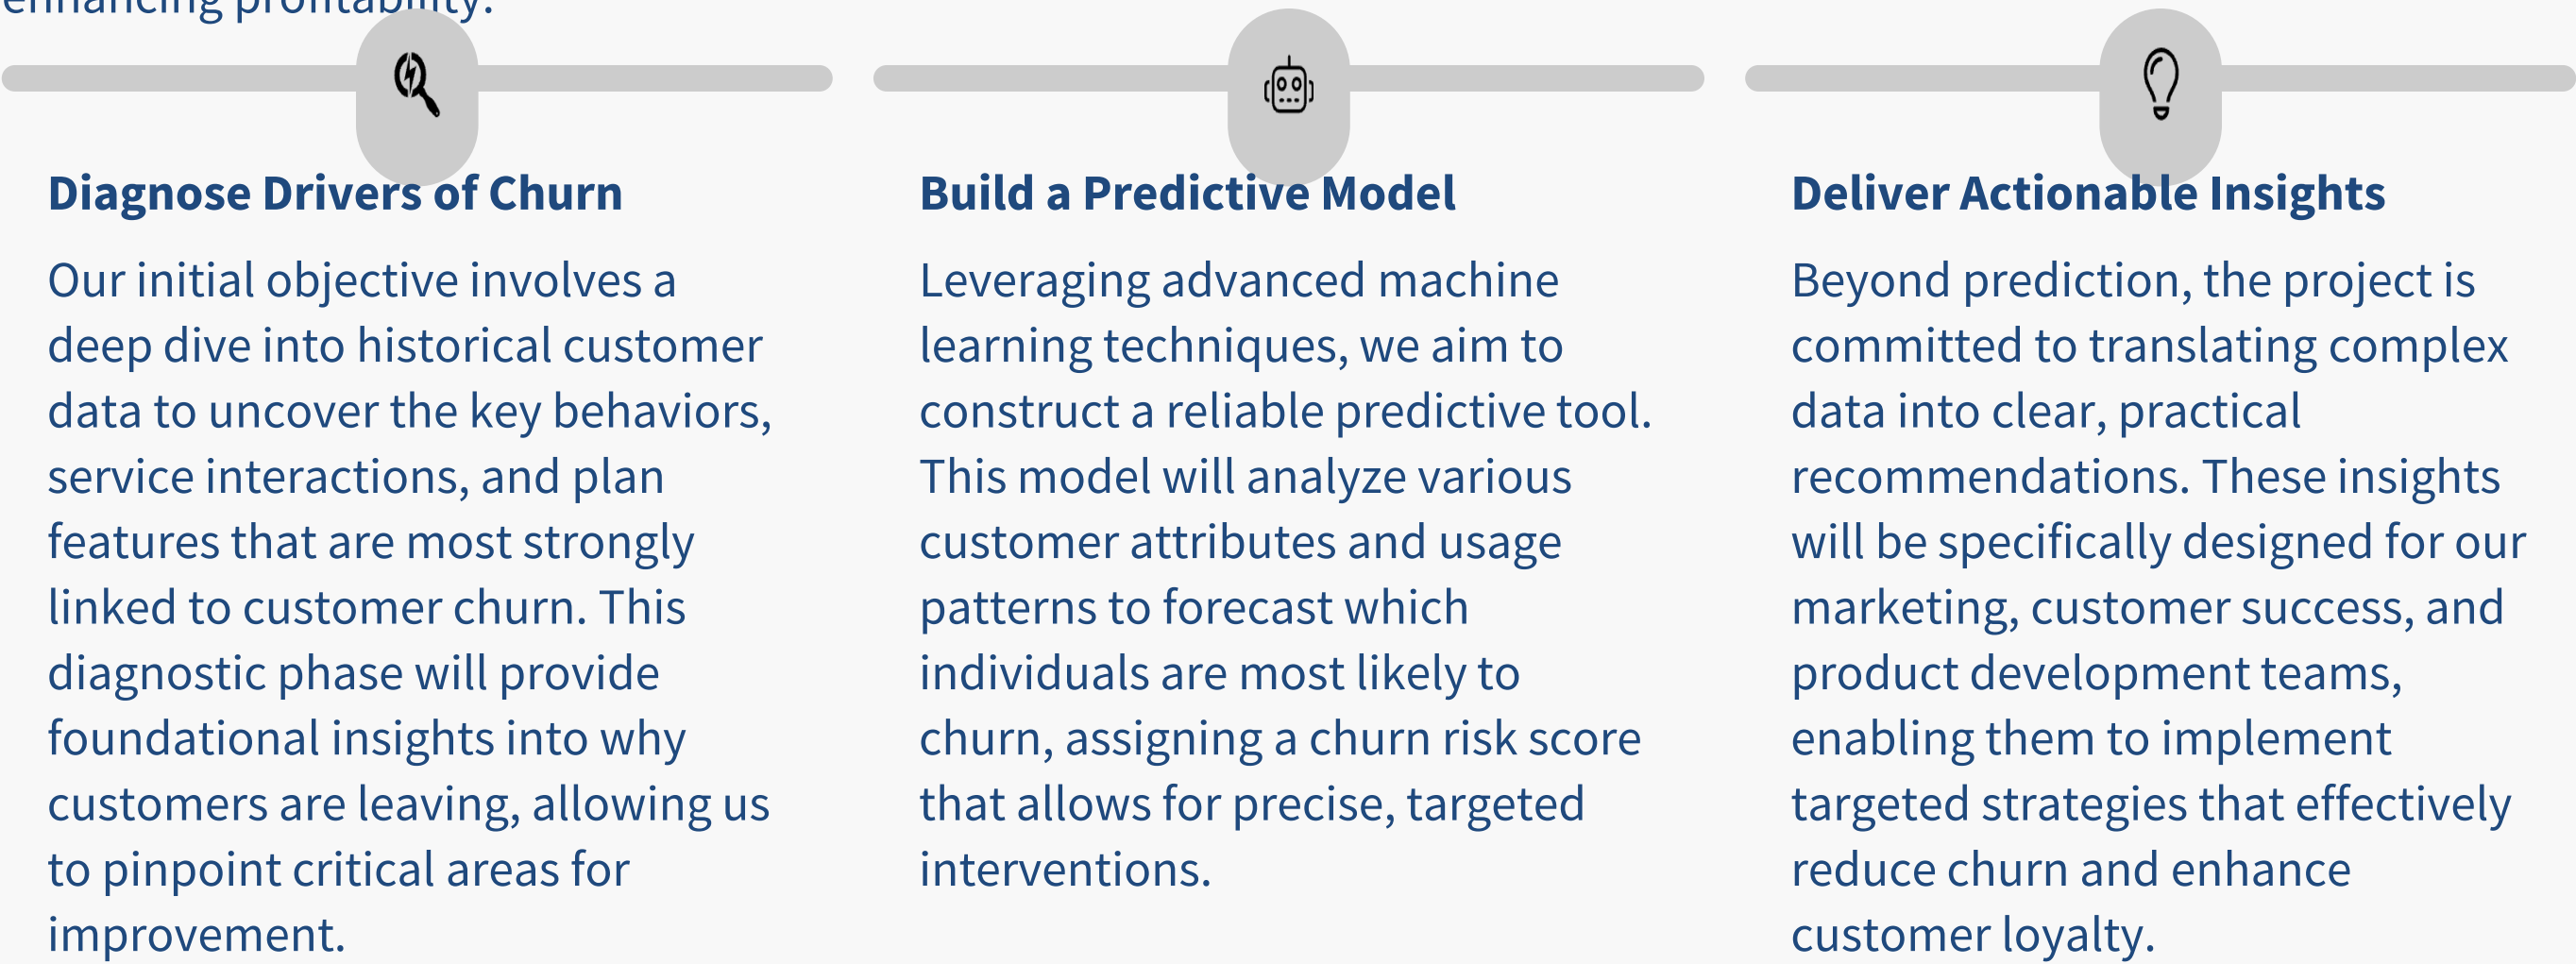 enhancing profitability.
Diagnose Drivers of Churn
Our initial objective involves a
deep dive into historical customer
data to uncover the key behaviors,
service interactions, and plan
features that are most strongly
linked to customer churn. This
diagnostic phase will provide
foundational insights into why
customers are leaving, allowing us
to pinpoint critical areas for
improvement.
Build a Predictive Model
Leveraging advanced machine
learning techniques, we aim to
construct a reliable predictive tool.
This model will analyze various
customer attributes and usage
patterns to forecast which
individuals are most likely to
churn, assigning a churn risk score
that allows for precise, targeted
interventions.
Deliver Actionable Insights
Beyond prediction, the project is
committed to translating complex
data into clear, practical
recommendations. These insights
will be specifically designed for our
marketing, customer success, and
product development teams,
enabling them to implement
targeted strategies that effectively
reduce churn and enhance
customer loyalty.